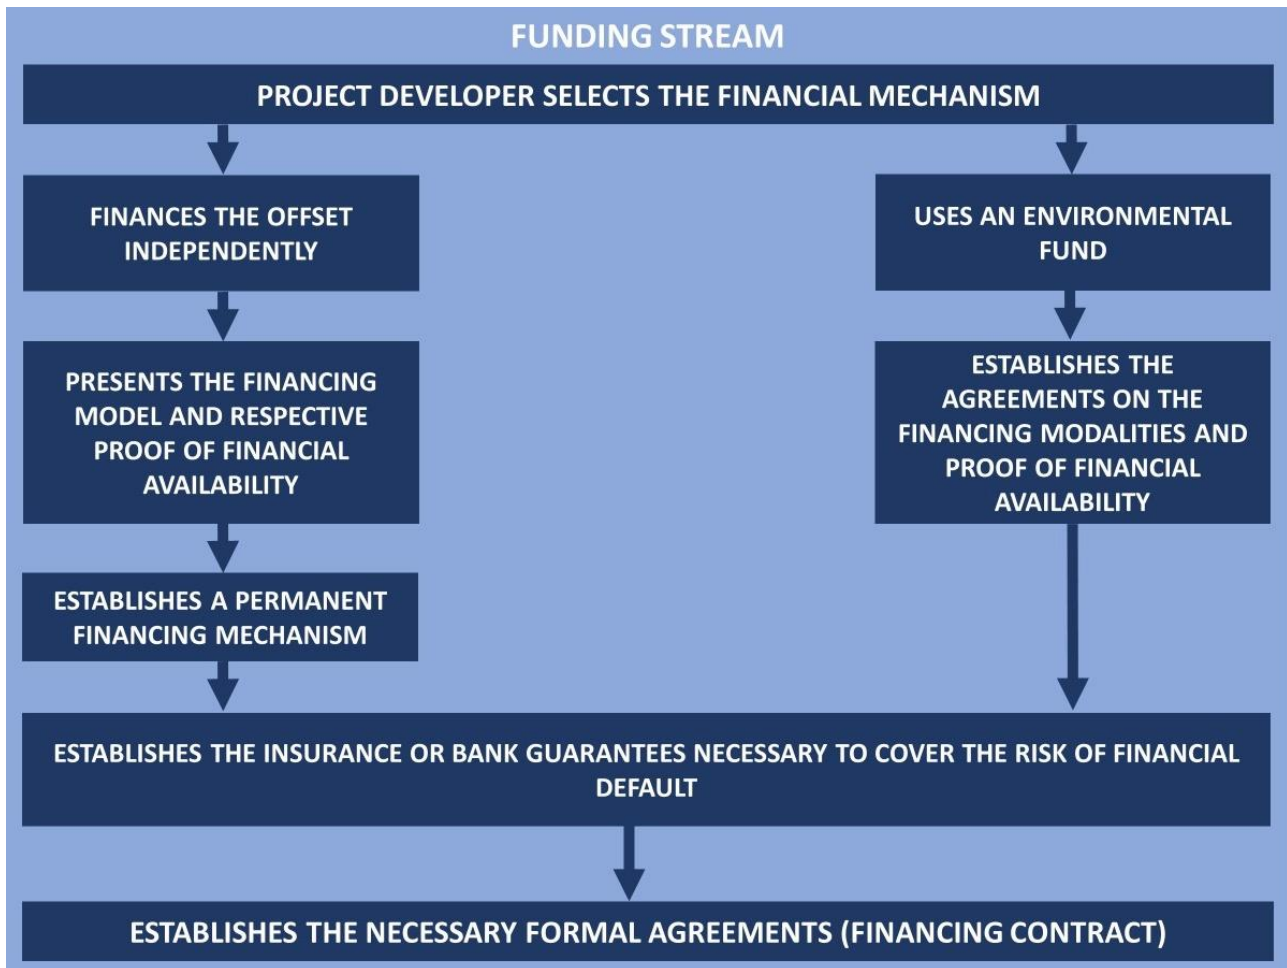 FUNDING STREAM
PROJECT DEVELOPER SELECTS THE FINANCIAL MECHANISM
FINANCES THE OFFSET
INDEPENDENTLY
USES AN ENVIRONMENTAL
FUND
PRESENTS THE FINANCING
MODEL AND RESPECTIVE
PROOF OF FINANCIAL
AVAILABILITY
ESTABLISHES THE
AGREEMENTS ON THE
FINANCING MODALITIES AND
PROOF OF FINANCIAL
AVAILABILITY
ESTABLISHES A PERMANENT
FINANCING MECHANISM
ESTABLISHES THE INSURANCE OR BANK GUARANTEES NECESSARY TO COVER THE RISK OF FINANCIAL
DEFAULT
ESTABLISHES THE NECESSARY FORMAL AGREEMENTS (FINANCING CONTRACT)